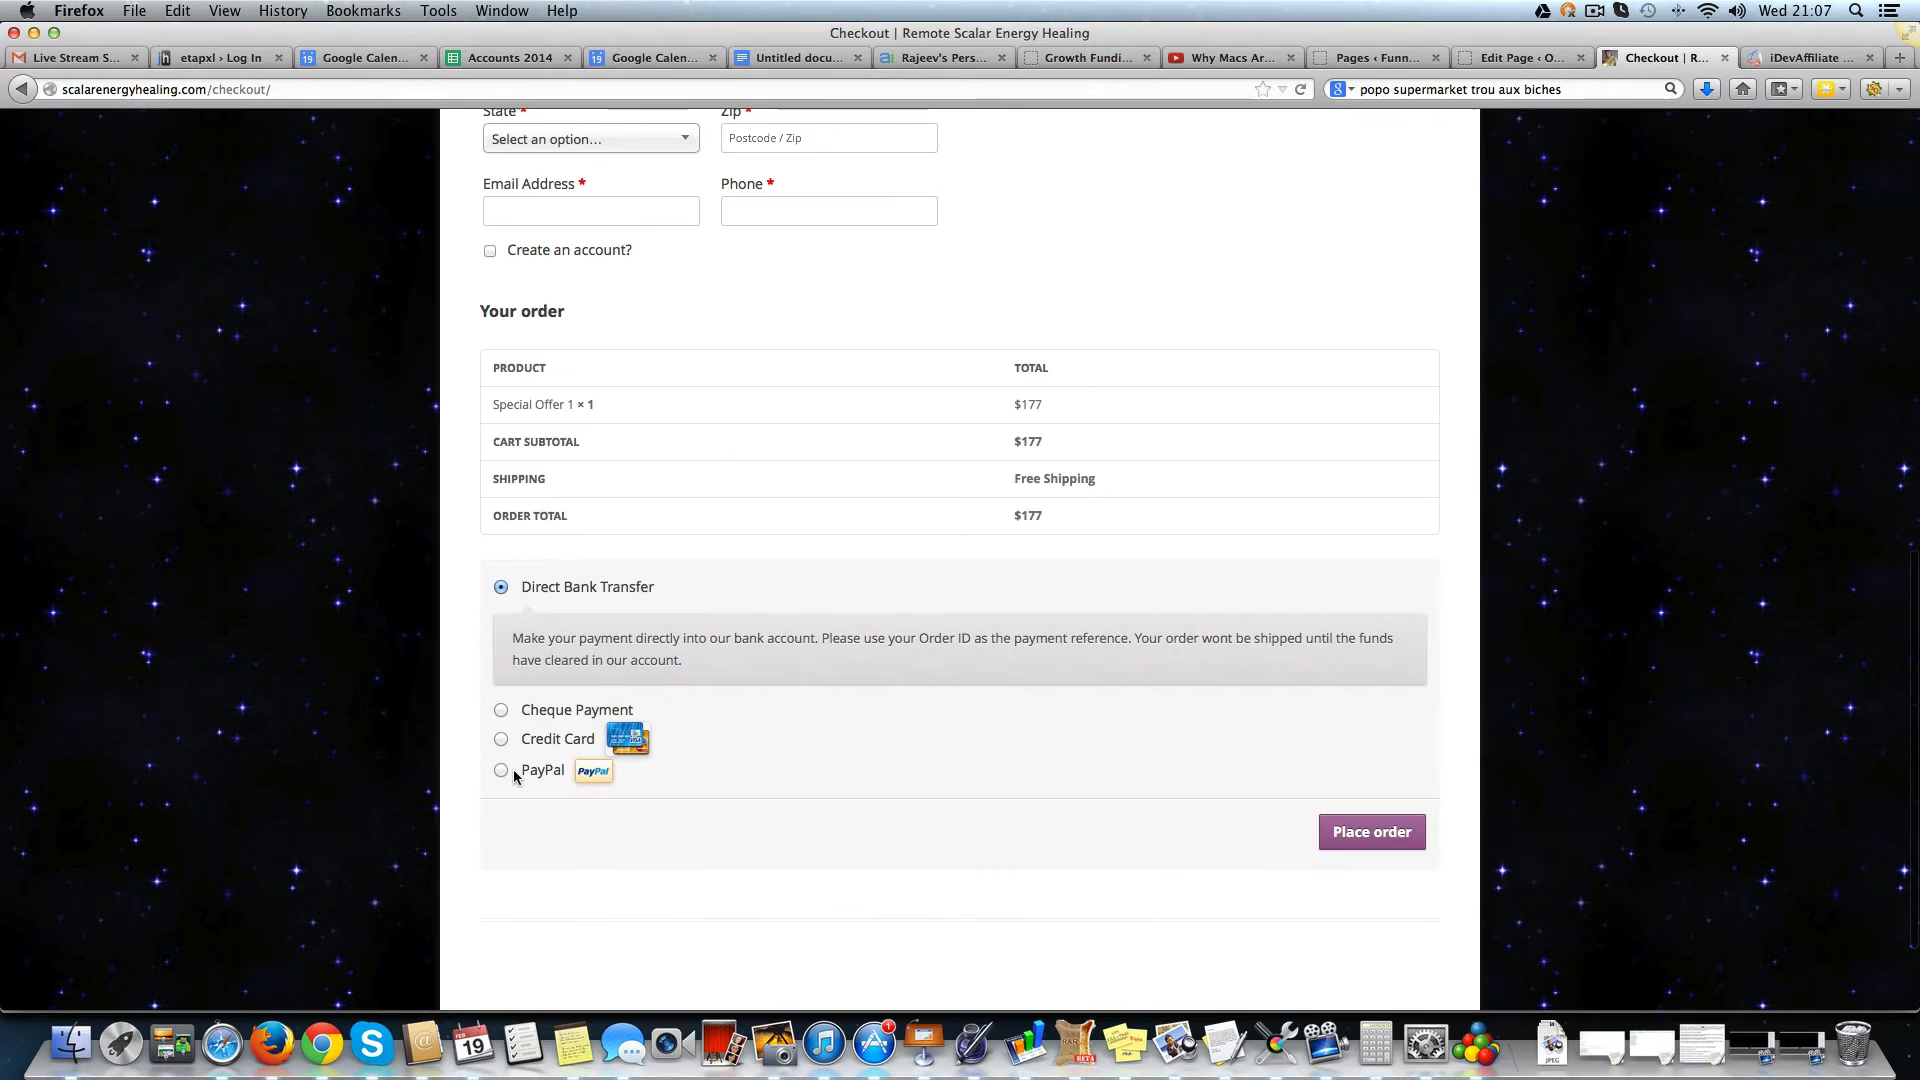 Firefox File Edit View History Bookmarks Tools Window Help Wed 21:07
Checkout | Remote Scalar Energy Healing
Live Stream S... etapxl › Log In Google Calen... Accounts 2014 Google Calen... Untitled docu... Rajeev's Pers... Growth Fundi... Why Macs Ar... Pages ‹ Funn... Edit Page ‹ O... Checkout | R... iDevAffiliate ...
scalarenergyhealing.com/checkout/ popo supermarket trou aux biches
State * Zip *
Select an option... Postcode / Zip
Email Address * Phone *
Create an account?
Your order
PRODUCT TOTAL
Special Offer 1 × 1 $177
CART SUBTOTAL $177
SHIPPING Free Shipping
ORDER TOTAL $177
Direct Bank Transfer
Make your payment directly into our bank account. Please use your Order ID as the payment reference. Your order wont be shipped until the funds
have cleared in our account.
Cheque Payment
Credit Card VISA
PayPal PayPal
Place order
FEB
19
1
BETA
JPEG